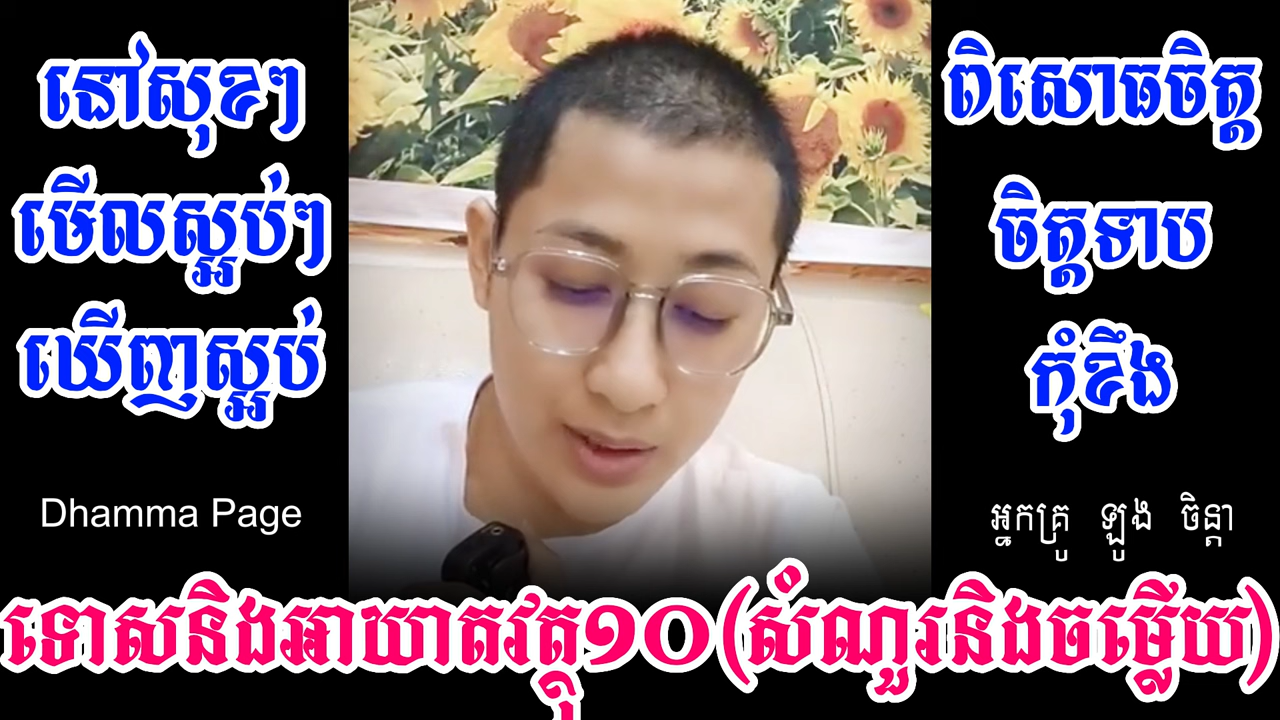 នៅសុខៗ
មើលស្អប់ៗ
ឃើញស្អប់
ពិសោធចិត្ត
ចិត្តទាប
កុំខឹង
Dhamma Page
អ្នកគ្រូ ឡុង ចិន្តា
ទោសនិងអាឃាតវត្ថុ១០(សំណួរនិងចម្លើយ)